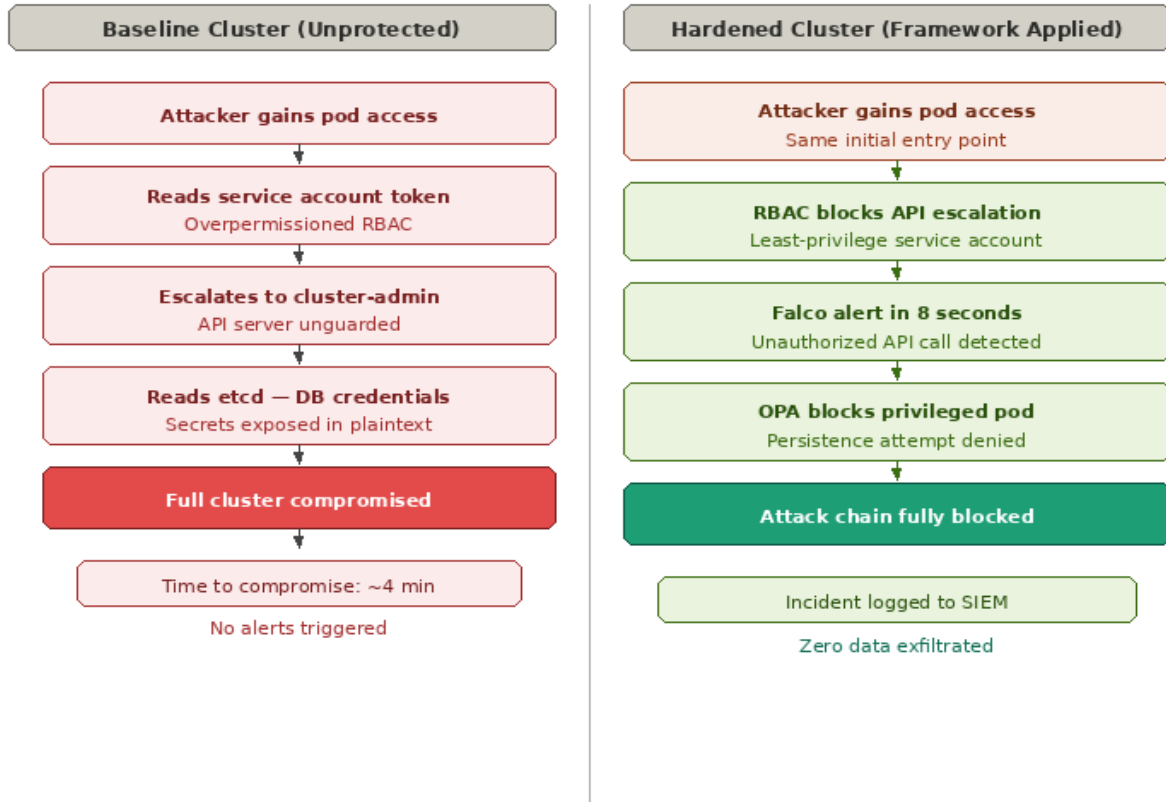 Baseline Cluster (Unprotected)
Attacker gains pod access
Reads service account token
Overpermissioned RBAC
Escalates to cluster-admin
API server unguarded
Reads etcd — DB credentials
Secrets exposed in plaintext
Full cluster compromised
Time to compromise: ~4 min
No alerts triggered
Hardened Cluster (Framework Applied)
Attacker gains pod access
Same initial entry point
RBAC blocks API escalation
Least-privilege service account
Falco alert in 8 seconds
Unauthorized API call detected
OPA blocks privileged pod
Persistence attempt denied
Attack chain fully blocked
Incident logged to SIEM
Zero data exfiltrated